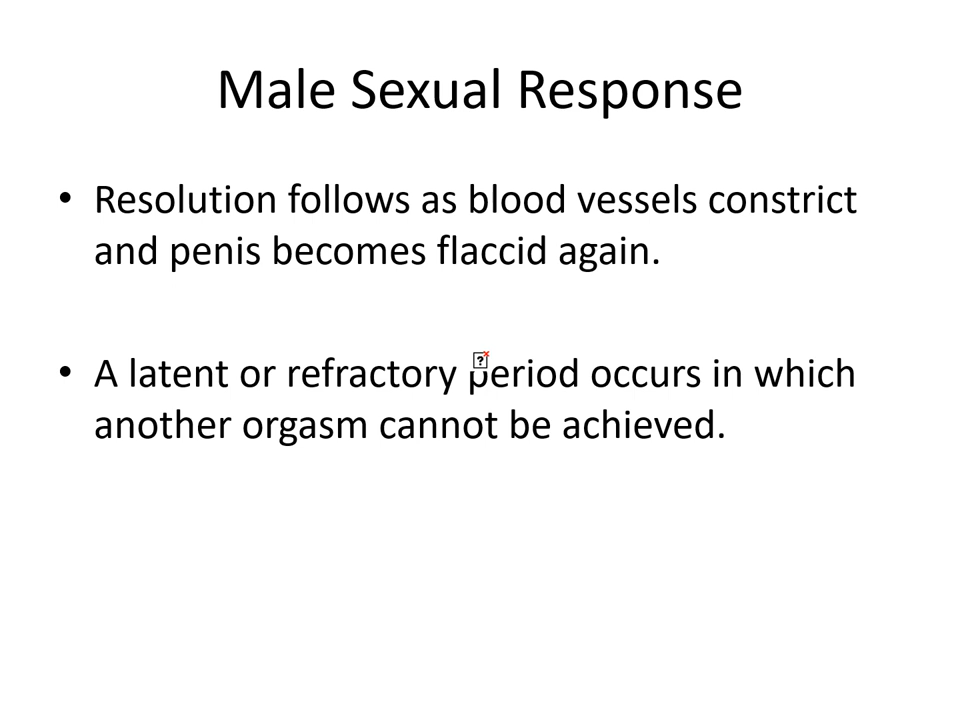 Male Sexual Response
• Resolution follows as blood vessels constrict
and penis becomes flaccid again.
• A latent or refractory period occurs in which
another orgasm cannot be achieved.